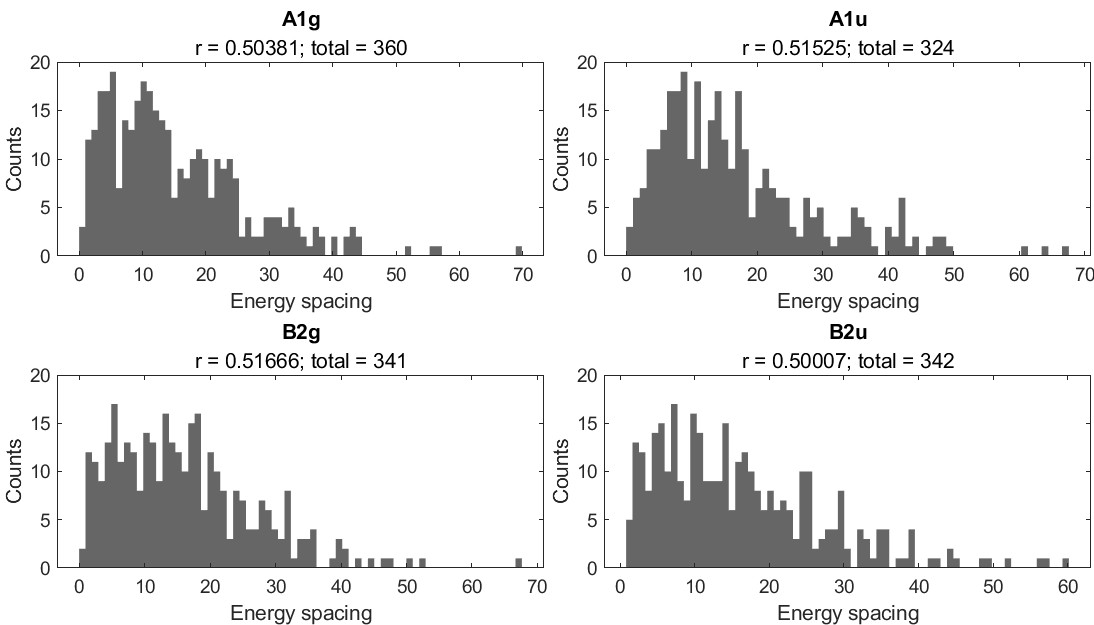 A1g
r = 0.50381; total = 360
20
15
10
5
0
Counts
0 10 20 30 40 50 60 70
Energy spacing
A1u
r = 0.51525; total = 324
20
15
10
5
0
Counts
0 10 20 30 40 50 60 70
Energy spacing
B2g
r = 0.51666; total = 341
20
15
10
5
0
Counts
0 10 20 30 40 50 60 70
Energy spacing
B2u
r = 0.50007; total = 342
20
15
10
5
0
Counts
0 10 20 30 40 50 60
Energy spacing